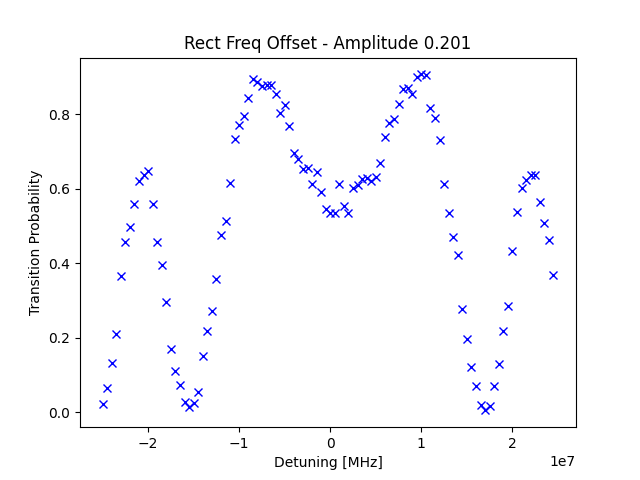 Rect Freq Offset - Amplitude 0.201
Transition Probability
0.8
0.6
0.4
0.2
0.0
−2
−1
0
1
2
1e7
Detuning [MHz]